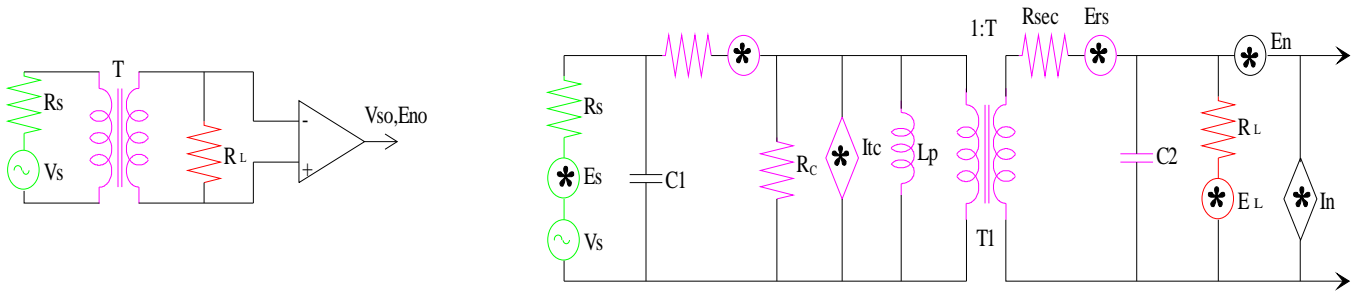 T
Rs
Vs
RL
-
+
Vso,Eno
1:T
Rsec
Ers
En
*
*
*
Rs
Es
*
Vs
C1
RC
*
Itc
Lp
T1
C2
RL
*
EL
*
In